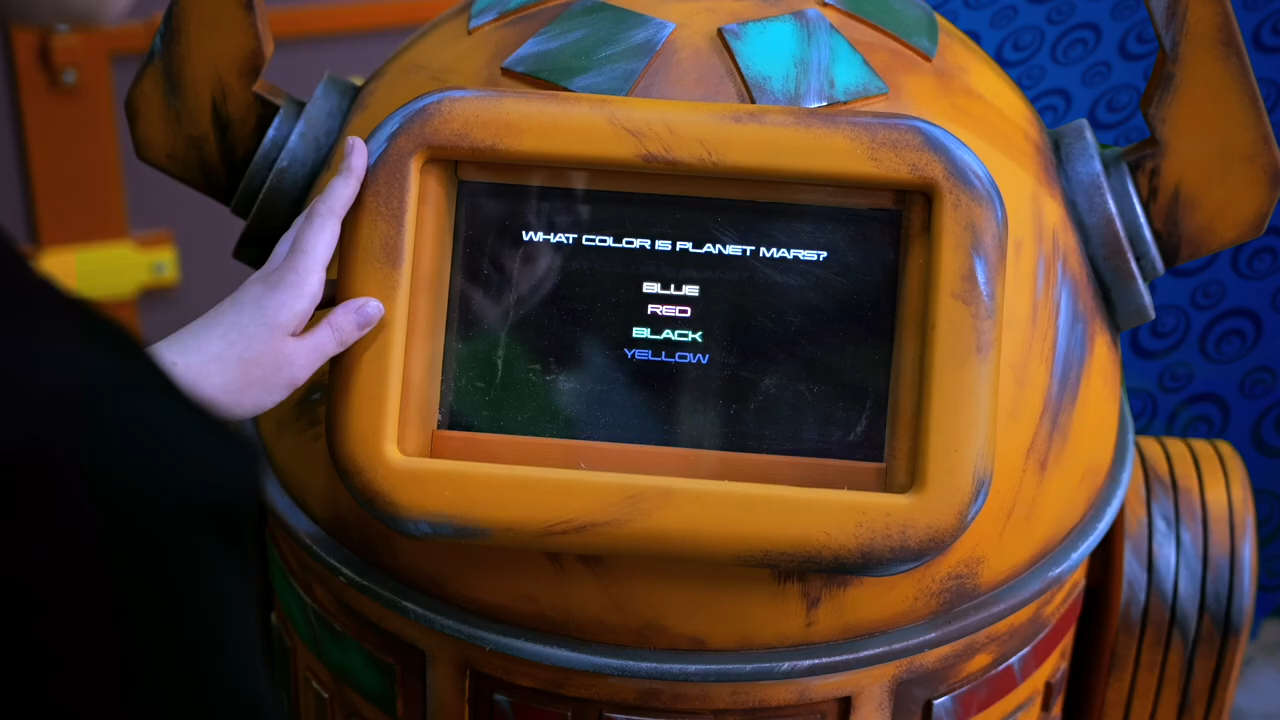 WHAT COLOR IS PLANET MARS?
BLUE
RED
BLACK
YELLOW